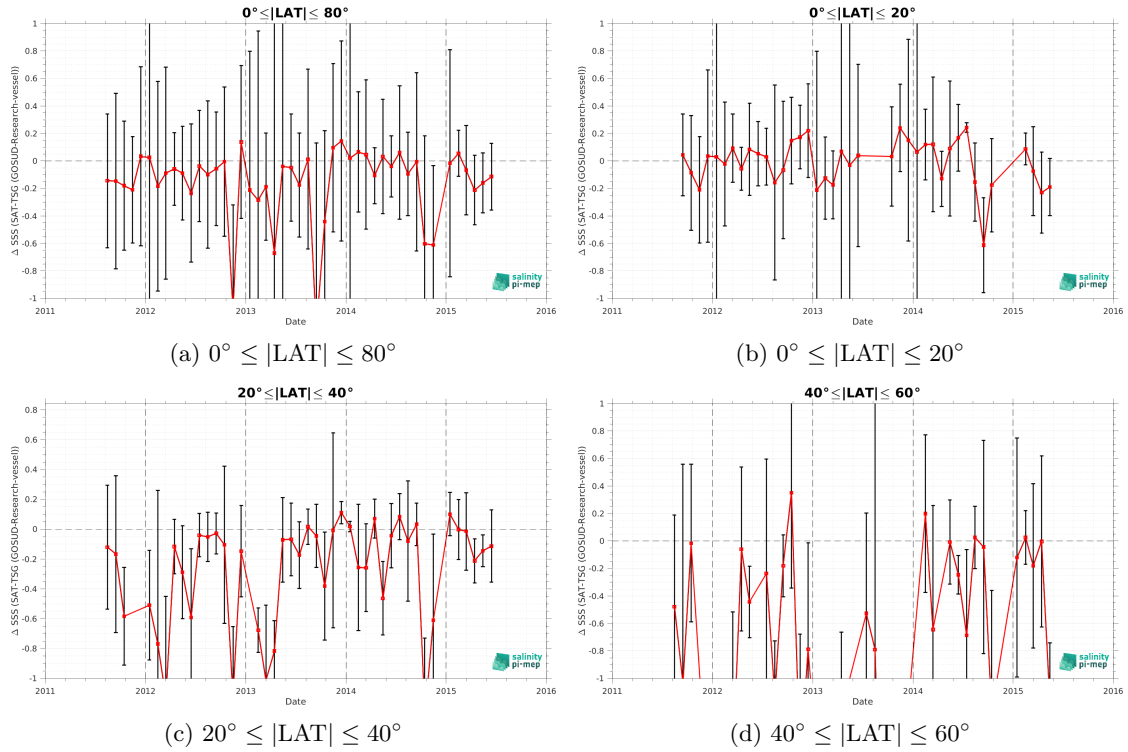 0°≤|LAT|≤ 80°
Δ SSS (SAT-TSG (GOSUD-Research-vessel))
1
0.8
0.6
0.4
0.2
0
-0.2
-0.4
-0.6
-0.8
-1
2011 2012 2013 2014 2015 2016
Date
salinity
pi-mep
(a) 0° ≤ |LAT| ≤ 80°
0°≤|LAT|≤ 20°
Δ SSS (SAT-TSG (GOSUD-Research-vessel))
1
0.8
0.6
0.4
0.2
0
-0.2
-0.4
-0.6
-0.8
-1
2011 2012 2013 2014 2015 2016
Date
salinity
pi-mep
(b) 0° ≤ |LAT| ≤ 20°
20°≤|LAT|≤ 40°
Δ SSS (SAT-TSG (GOSUD-Research-vessel))
0.8
0.6
0.4
0.2
0
-0.2
-0.4
-0.6
-0.8
-1
2011 2012 2013 2014 2015 2016
Date
salinity
pi-mep
(c) 20° ≤ |LAT| ≤ 40°
40°≤|LAT|≤ 60°
Δ SSS (SAT-TSG (GOSUD-Research-vessel))
1
0.8
0.6
0.4
0.2
0
-0.2
-0.4
-0.6
-0.8
-1
2011 2012 2013 2014 2015 2016
Date
salinity
pi-mep
(d) 40° ≤ |LAT| ≤ 60°